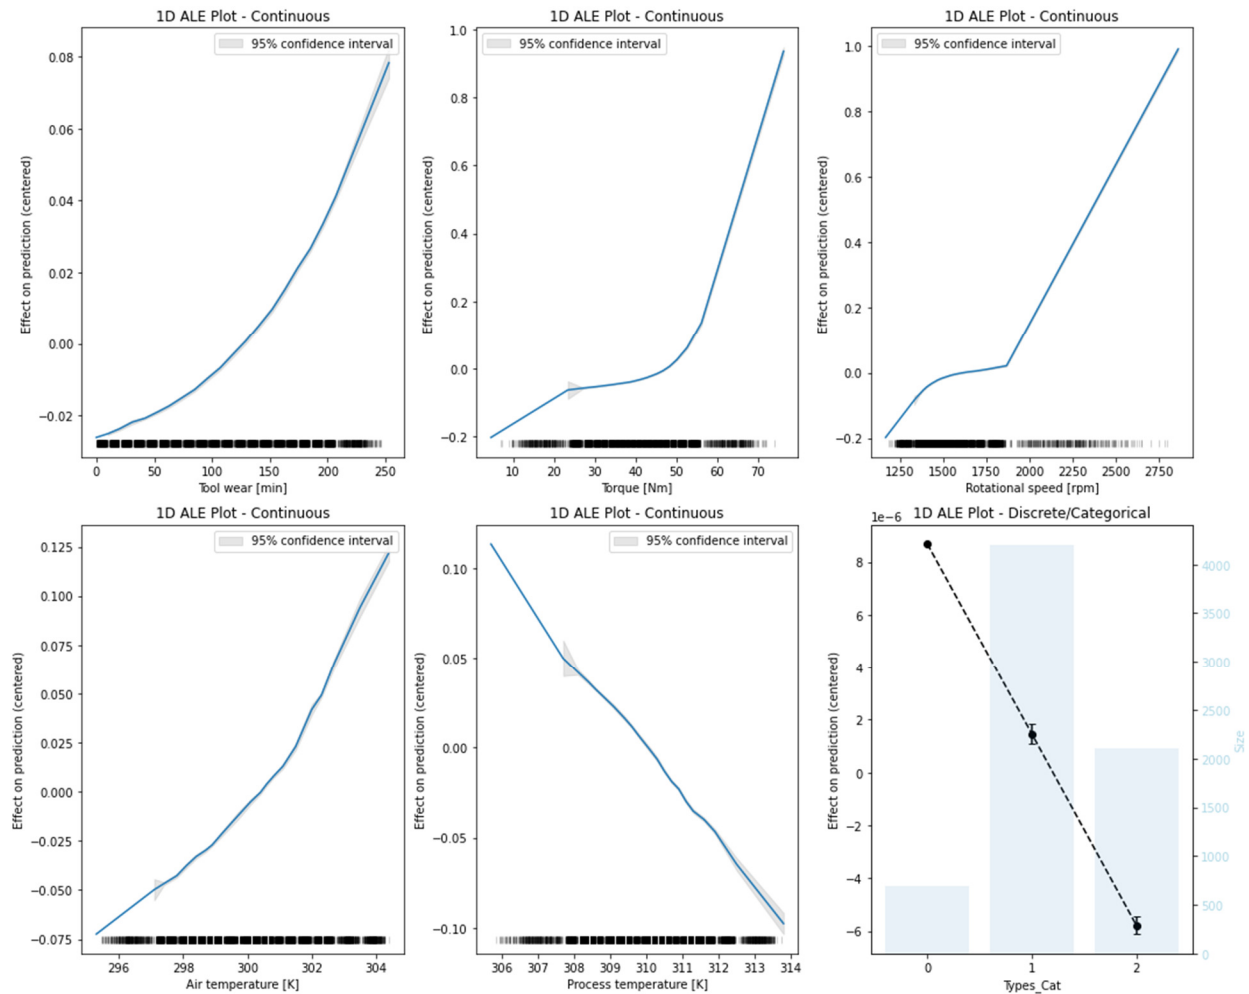 1D ALE Plot - Continuous
95% confidence interval
Effect on prediction (centered)
0.08
0.06
0.04
0.02
0.00
−0.02
0 50 100 150 200 250
Tool wear [min]
1D ALE Plot - Continuous
95% confidence interval
Effect on prediction (centered)
1.0
0.8
0.6
0.4
0.2
0.0
−0.2
10 20 30 40 50 60 70
Torque [Nm]
1D ALE Plot - Continuous
95% confidence interval
Effect on prediction (centered)
1.0
0.8
0.6
0.4
0.2
0.0
−0.2
1250 1500 1750 2000 2250 2500 2750
Rotational speed [rpm]
1D ALE Plot - Continuous
95% confidence interval
Effect on prediction (centered)
0.125
0.100
0.075
0.050
0.025
0.000
−0.025
−0.050
−0.075
296 298 300 302 304
Air temperature [K]
1D ALE Plot - Continuous
95% confidence interval
Effect on prediction (centered)
0.10
0.05
0.00
−0.05
−0.10
306 307 308 309 310 311 312 313 314
Process temperature [K]
1e−6
1D ALE Plot - Discrete/Categorical
Effect on prediction (centered)
8
6
4
2
0
−2
−4
−6
0 1 2
Types_Cat
4000
3500
3000
2500
2000
1500
1000
500
0
Size